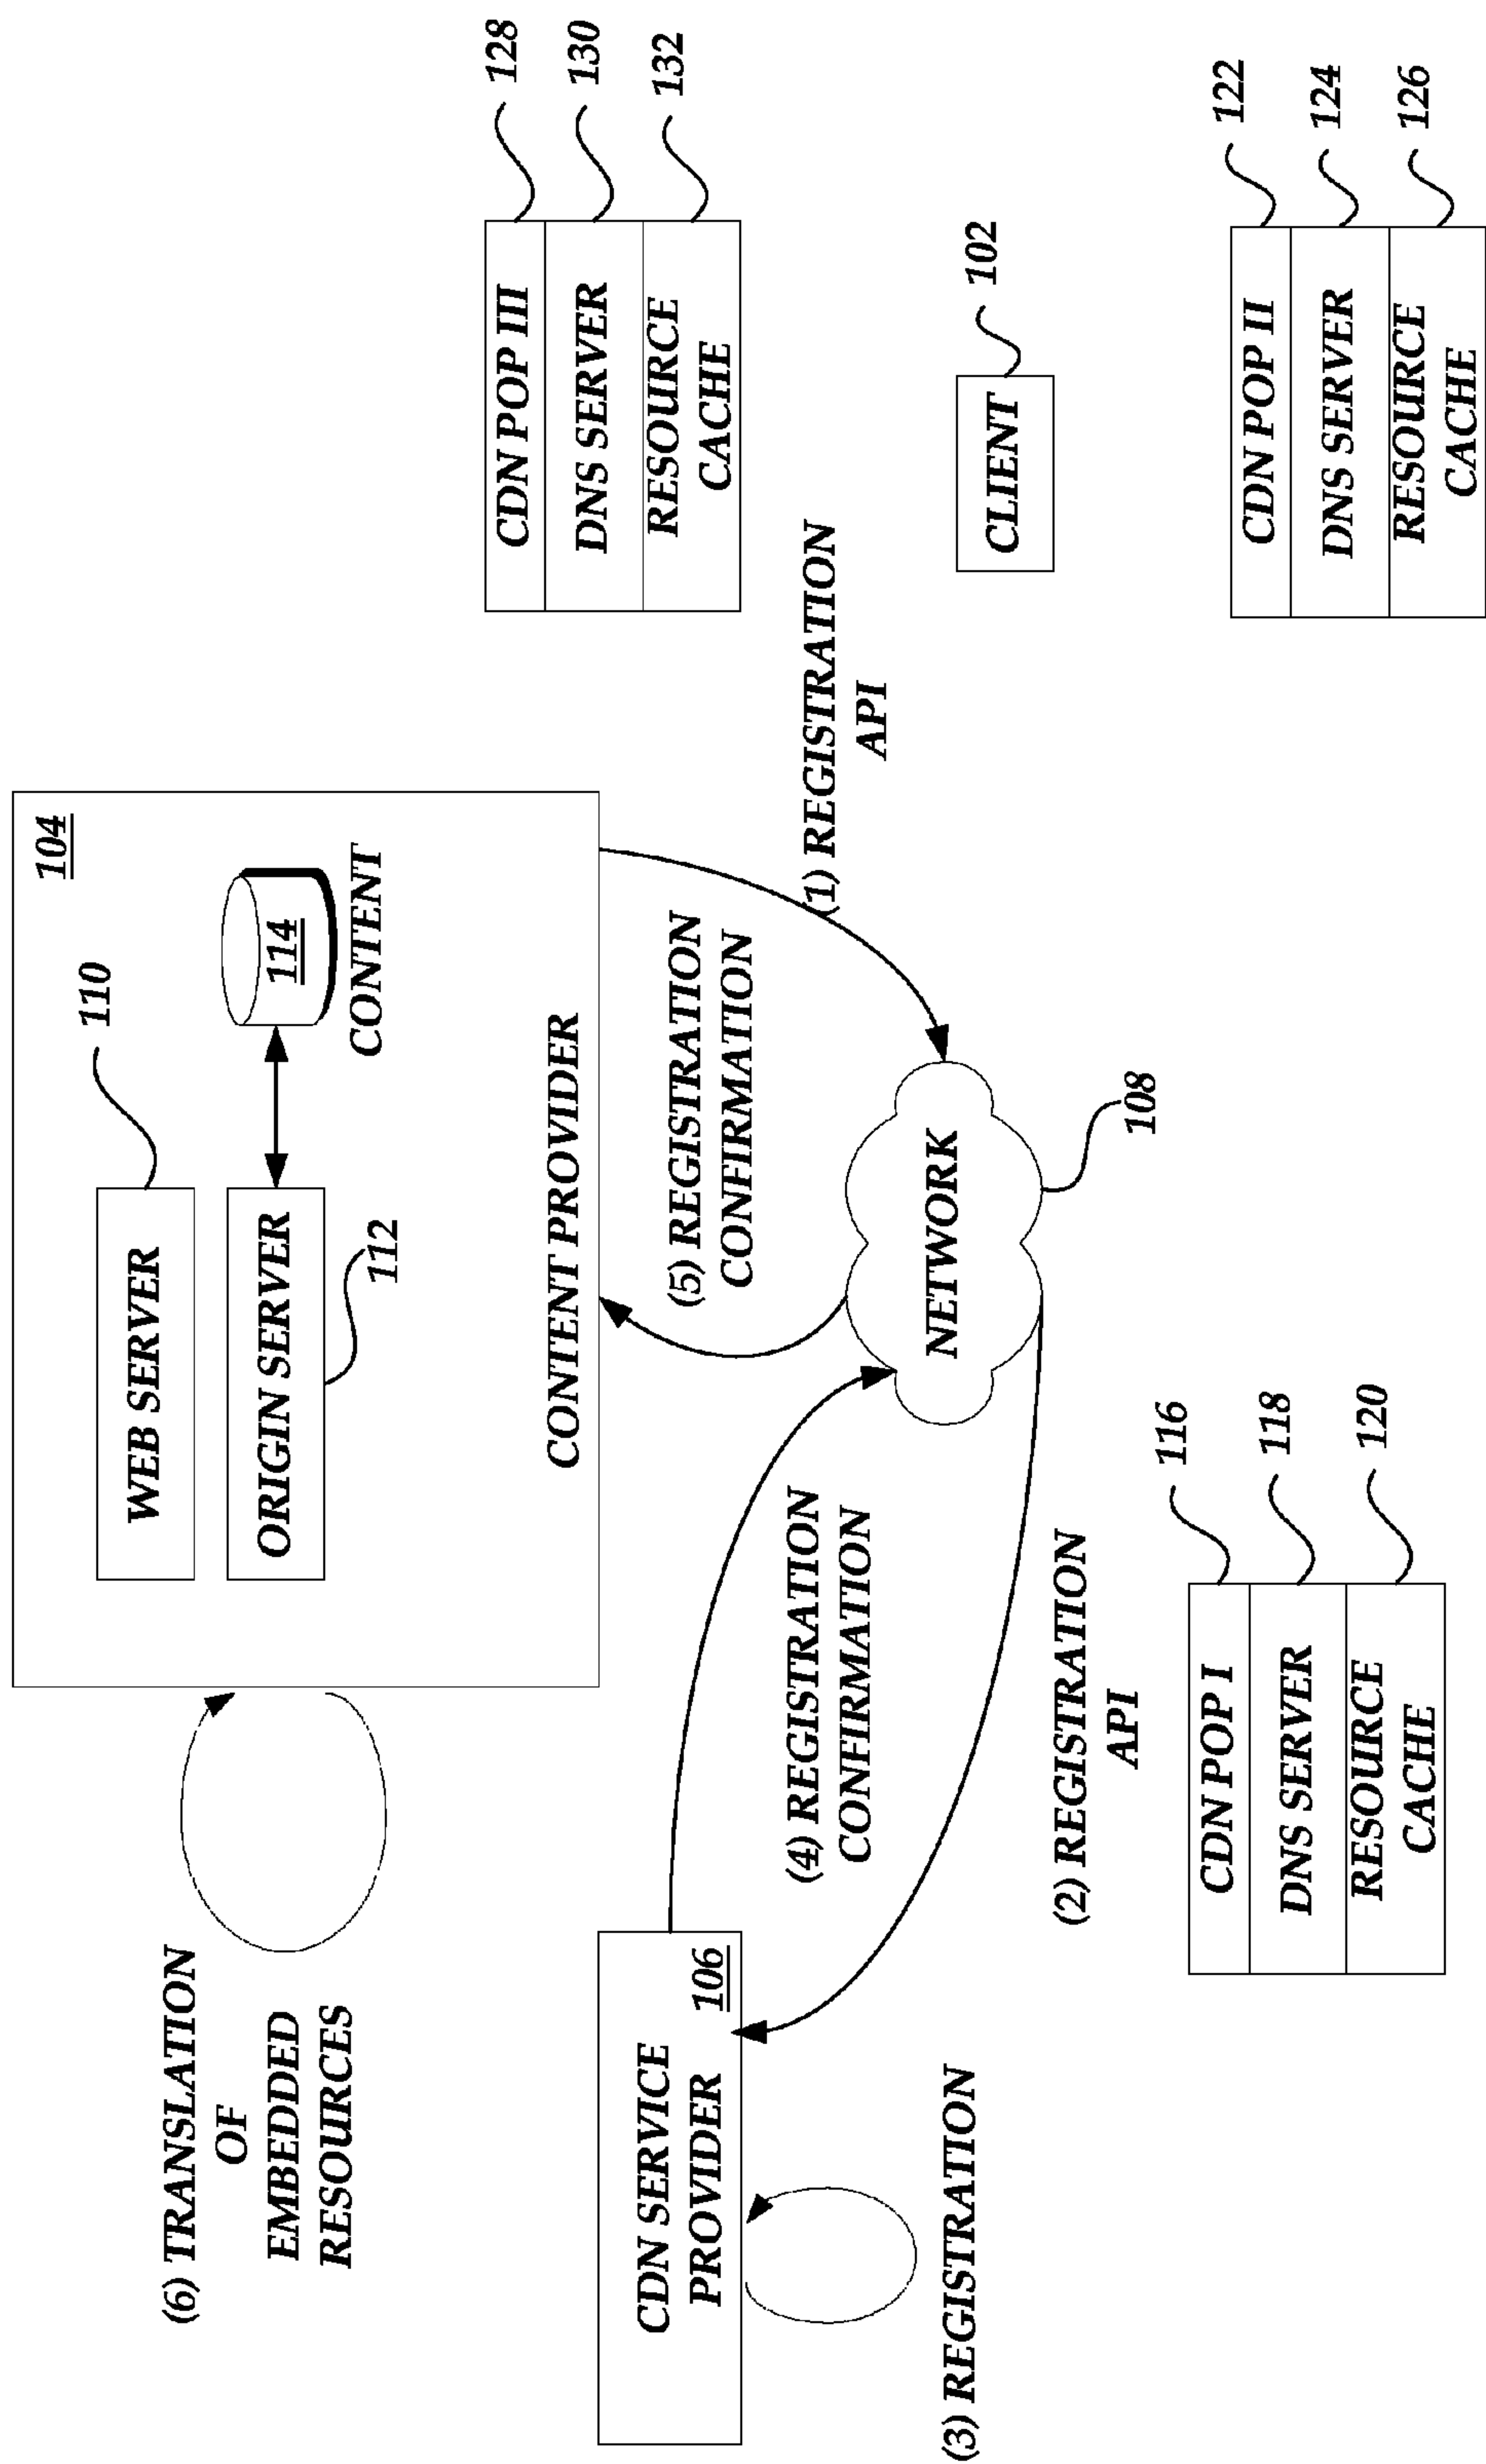 (6) TRANSLATION
OF
EMBEDDED
RESOURCES
104
WEB SERVER
110
ORIGIN SERVER
112
114
CONTENT
CONTENT PROVIDER
CDN SERVICE
PROVIDER
106
(3) REGISTRATION
(4) REGISTRATION
CONFIRMATION
(5) REGISTRATION
CONFIRMATION
(1) REGISTRATION
API
(2) REGISTRATION
API
NETWORK
108
CDN POP III
128
DNS SERVER
130
RESOURCE
CACHE
132
CLIENT
102
CDN POP I
116
DNS SERVER
118
RESOURCE
CACHE
120
CDN POP II
122
DNS SERVER
124
RESOURCE
CACHE
126